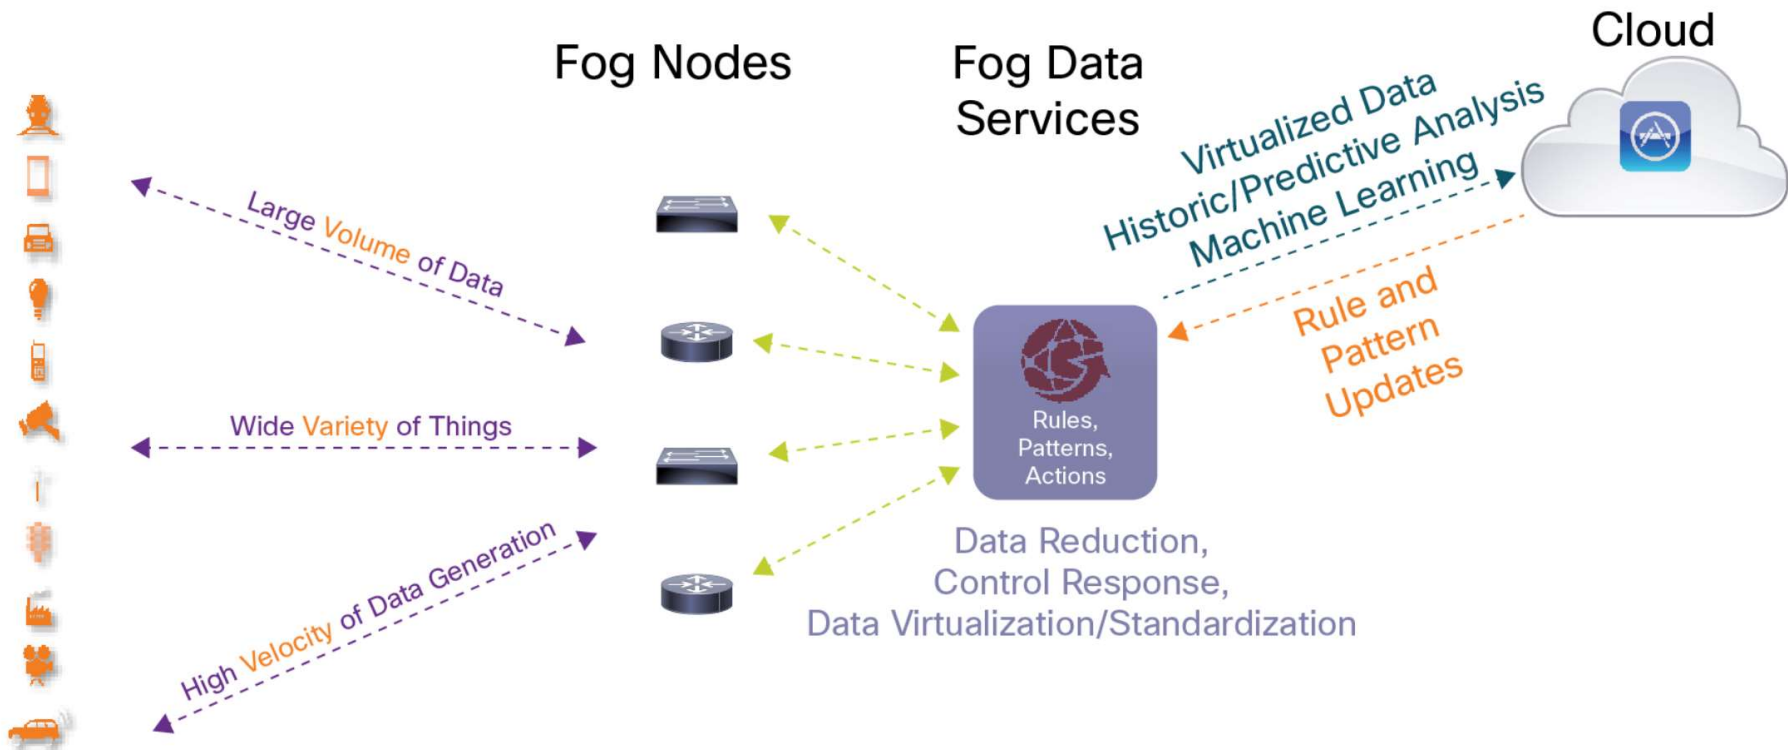 Fog Nodes
Fog Data
Services
Cloud
Large Volume of Data
Wide Variety of Things
High Velocity of Data Generation
Rules,
Patterns,
Actions
Data Reduction,
Control Response,
Data Virtualization/Standardization
Virtualized Data
Historic/Predictive Analysis
Machine Learning
Rule and
Pattern
Updates